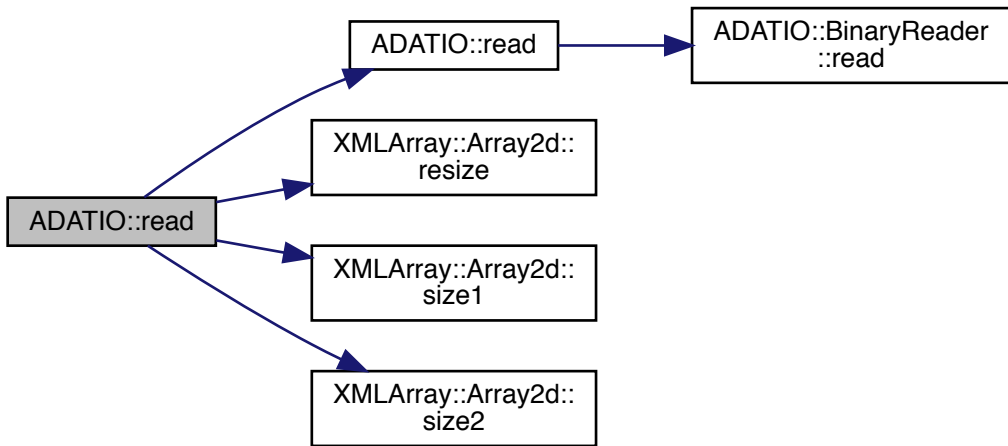 ADATIO::read
ADATIO::read
ADATIO::BinaryReader
::read
XMLArray::Array2d::
resize
XMLArray::Array2d::
size1
XMLArray::Array2d::
size2